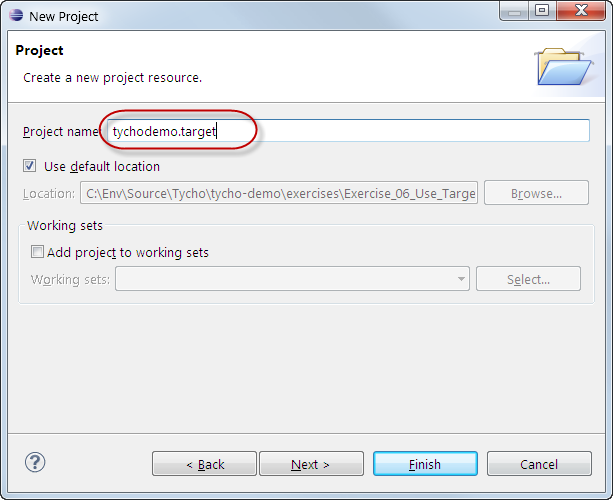 New Project
Project
Create a new project resource.
Project name: tychodemo.target
Use default location
Location: C:\Env\Source\Tycho\tycho-demo\exercises\Exercise_06_Use_Targe Browse...
Working sets
Add project to working sets
Working sets: Select...
? < Back Next > Finish Cancel